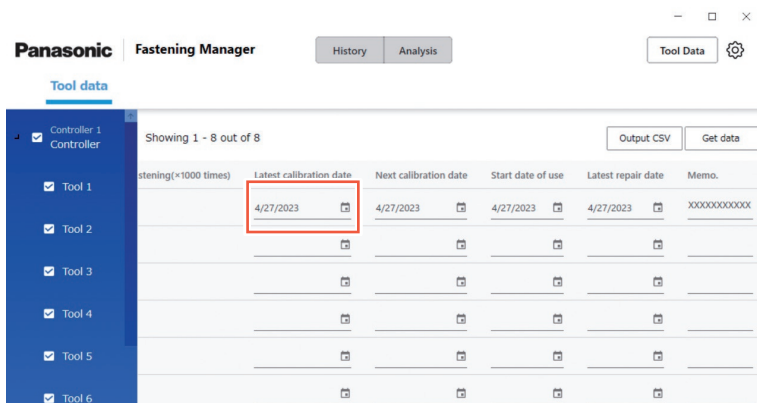 Panasonic Fastening Manager History Analysis Tool Data
Tool data
Controller 1
Controller
Showing 1 - 8 out of 8 Output CSV Get data
stening(×1000 times) Latest calibration date Next calibration date Start date of use Latest repair date Memo.
Tool 1
4/27/2023 4/27/2023 4/27/2023 4/27/2023 XXXXXXXXXXX
Tool 2
Tool 3
Tool 4
Tool 5
Tool 6